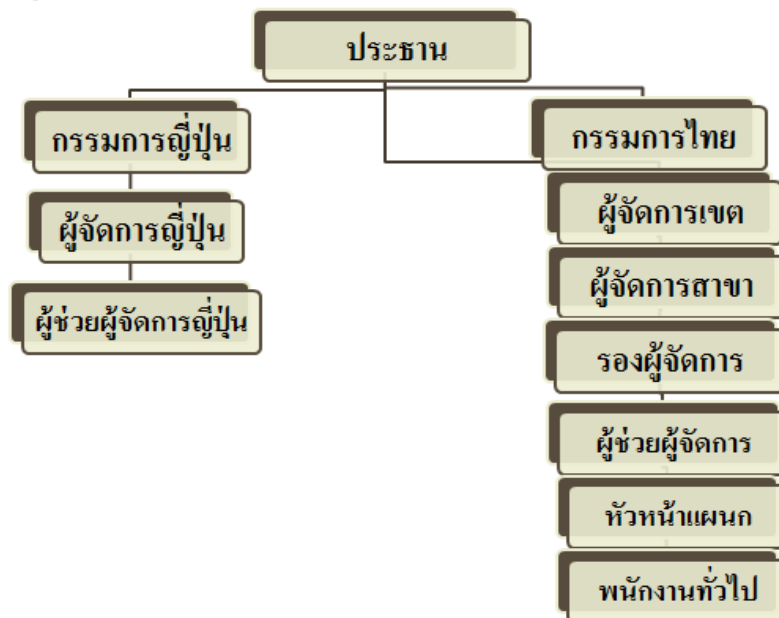 ประธาน
กรรมการญี่ปุ่น
กรรมการไทย
ผู้จัดการญี่ปุ่น
ผู้จัดการเขต
ผู้ช่วยผู้จัดการญี่ปุ่น
ผู้จัดการสาขา
รองผู้จัดการ
ผู้ช่วยผู้จัดการ
หัวหน้าแผนก
พนักงานทั่วไป